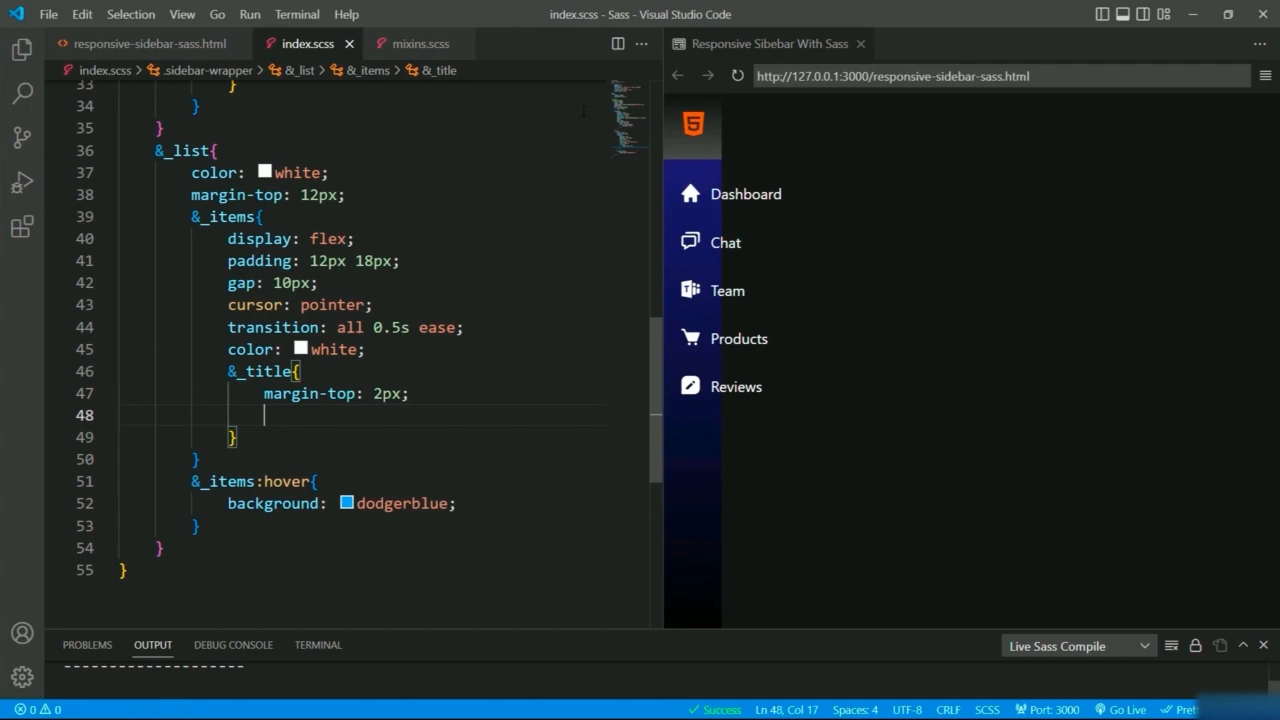 File Edit Selection View Go Run Terminal Help index.scss - Sass - Visual Studio Code
responsive-sidebar-sass.html index.scss mixins.scss
Responsive Sibebar With Sass
index.scss > .sidebar-wrapper > &_list > &_items > &_title
http://127.0.0.1:3000/responsive-sidebar-sass.html
33 }
34 }
35 }
36 &_list{
37 color: white;
38 margin-top: 12px;
39 &_items{
40 display: flex;
41 padding: 12px 18px;
42 gap: 10px;
43 cursor: pointer;
44 transition: all 0.5s ease;
45 color: white;
46 &_title{
47 margin-top: 2px;
48
49 }
50 }
51 &_items:hover{
52 background: dodgerblue;
53 }
54 }
55 }
5
Dashboard
Chat
Team
Products
Reviews
PROBLEMS OUTPUT DEBUG CONSOLE TERMINAL Live Sass Compile
--------------------
0 0 Success Ln 48, Col 17 Spaces: 4 UTF-8 CRLF SCSS Port: 3000 Go Live